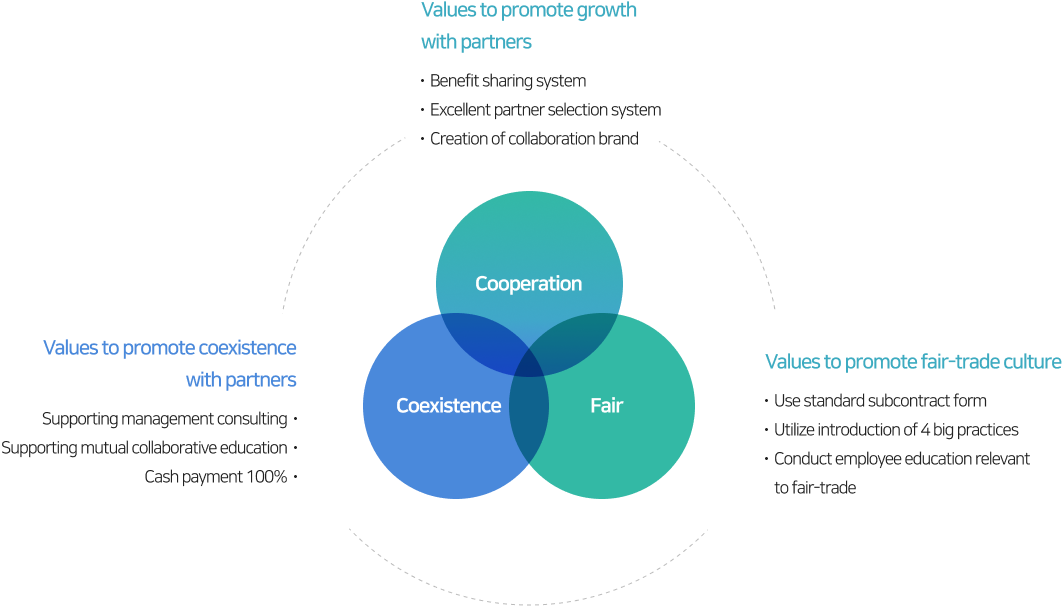 Values to promote growth
with partners
· Benefit sharing system
· Excellent partner selection system
· Creation of collaboration brand
Cooperation
Coexistence
Fair
Values to promote coexistence
with partners
Supporting management consulting ·
Supporting mutual collaborative education ·
Cash payment 100% ·
Values to promote fair-trade culture
· Use standard subcontract form
· Utilize introduction of 4 big practices
· Conduct employee education relevant
to fair-trade